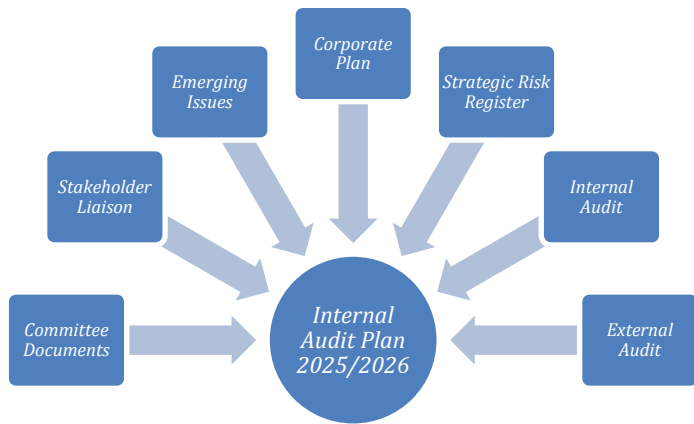 Corporate
Plan
Emerging
Issues
Strategic Risk
Register
Stakeholder
Liaison
Internal
Audit
Committee
Documents
Internal
Audit Plan
2025/2026
External
Audit